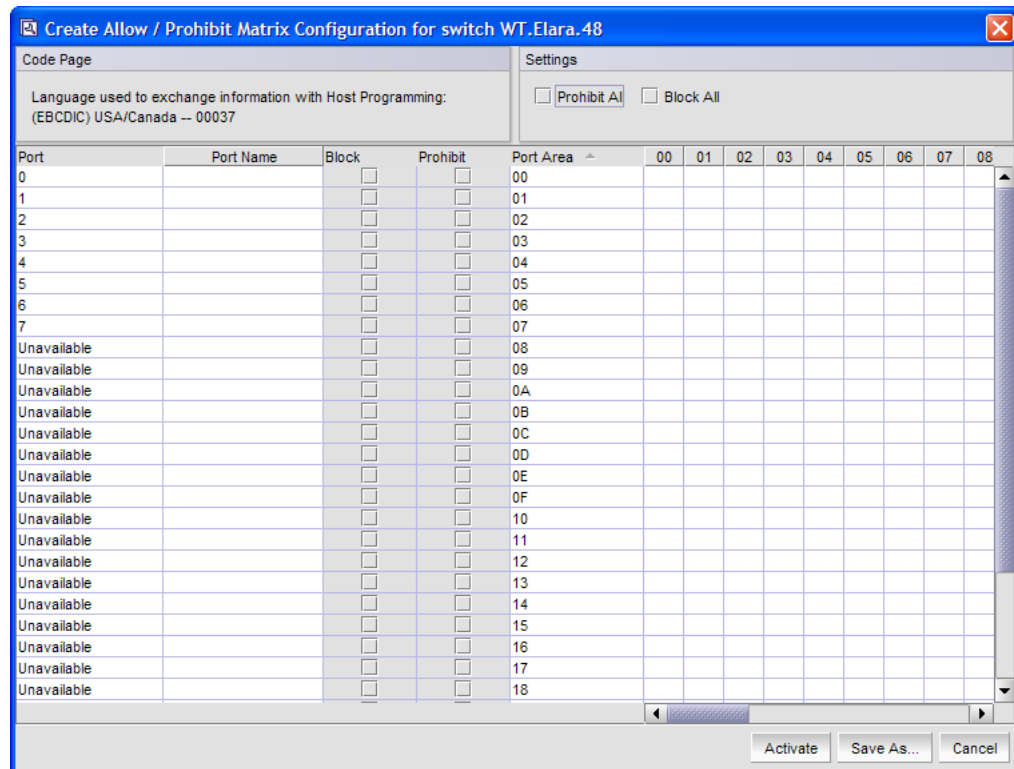 Create Allow / Prohibit Matrix Configuration for switch WT.Elara.48
Code Page
Language used to exchange information with Host Programming:
(EBCDIC) USA/Canada -- 00037
Settings
Prohibit Al Block All
Port Port Name Block Prohibit Port Area 00 01 02 03 04 05 06 07 08
0 00
1 01
2 02
3 03
4 04
5 05
6 06
7 07
Unavailable 08
Unavailable 09
Unavailable 0A
Unavailable 0B
Unavailable 0C
Unavailable 0D
Unavailable 0E
Unavailable 0F
Unavailable 10
Unavailable 11
Unavailable 12
Unavailable 13
Unavailable 14
Unavailable 15
Unavailable 16
Unavailable 17
Unavailable 18
Activate Save As... Cancel